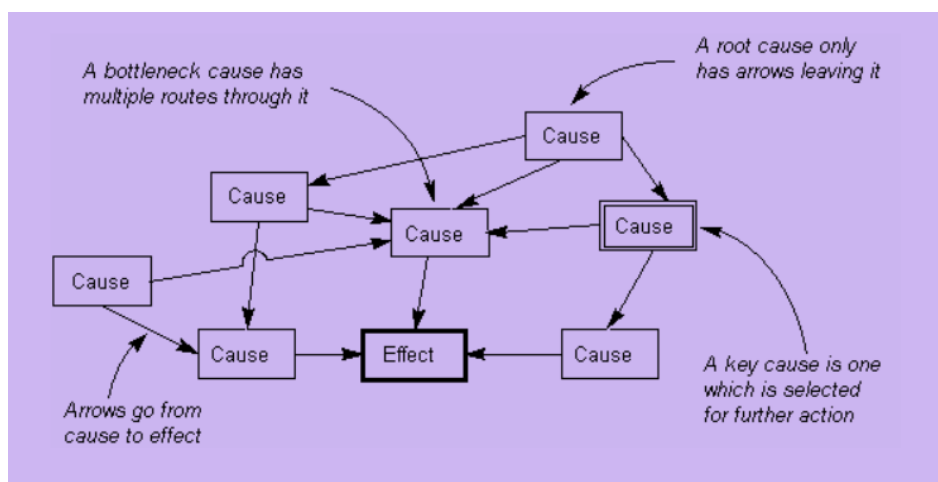 A bottleneck cause has
multiple routes through it
A root cause only
has arrows leaving it
Cause
Cause
Cause
Cause
Cause
Cause
Effect
Cause
Arrows go from
cause to effect
A key cause is one
which is selected
for further action